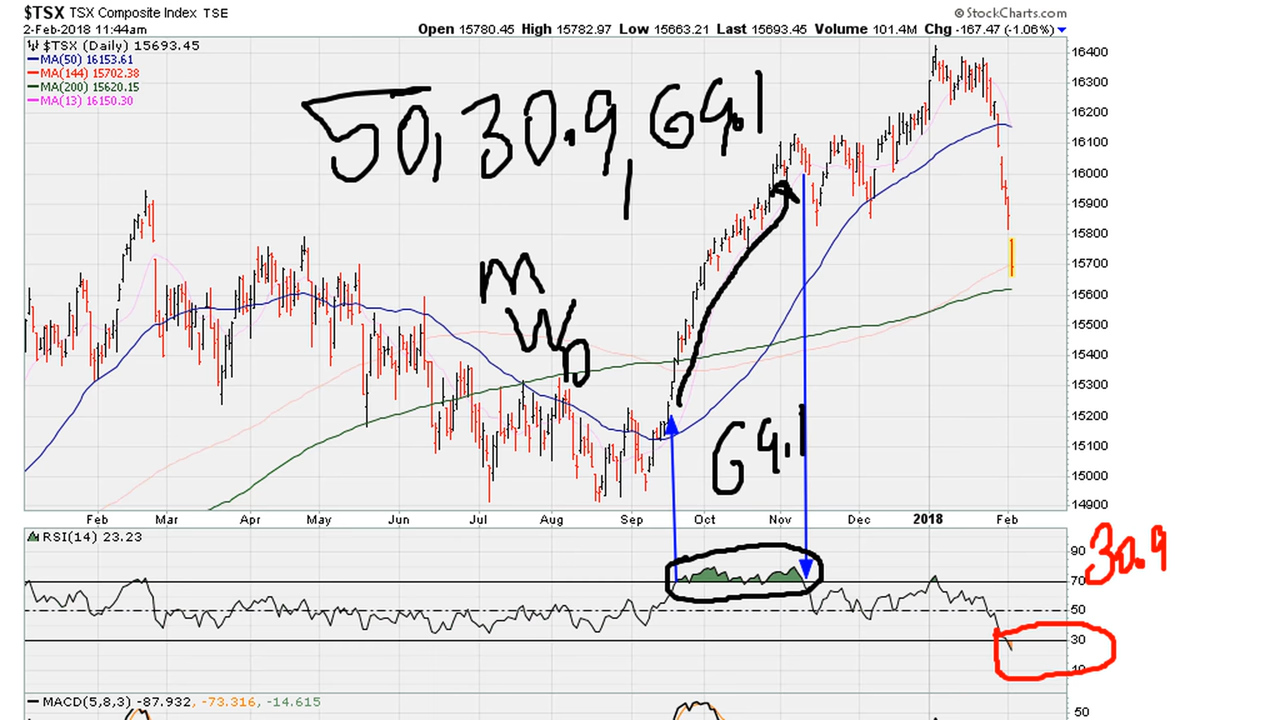 $TSX TSX Composite Index TSE
© StockCharts.com
2-Feb-2018 11:44am
Open 15780.45 High 15782.97 Low 15663.21 Last 15693.45 Volume 101.4M Chg -167.47 (-1.06%)
$TSX (Daily) 15693.45
MA(50) 16153.61
MA(144) 15702.38
MA(200) 15620.15
MA(13) 16150.30
50, 30.9, 69.1
M
W
D
69.1
16400
16300
16200
16100
16000
15900
15800
15700
15600
15500
15400
15300
15200
15100
15000
14900
Feb Mar Apr May Jun Jul Aug Sep Oct Nov Dec 2018 Feb
RSI(14) 23.23
30.9
90
70
50
30
10
MACD(5,8,3) -87.932, -73.316, -14.615
50